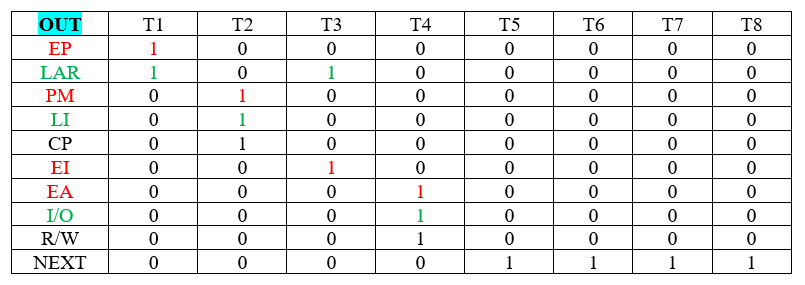 OUT T1 T2 T3 T4 T5 T6 T7 T8
EP 1 0 0 0 0 0 0 0
LAR 1 0 1 0 0 0 0 0
PM 0 1 0 0 0 0 0 0
LI 0 1 0 0 0 0 0 0
CP 0 1 0 0 0 0 0 0
EI 0 0 1 0 0 0 0 0
EA 0 0 0 1 0 0 0 0
I/O 0 0 0 1 0 0 0 0
R/W 0 0 0 1 0 0 0 0
NEXT 0 0 0 0 1 1 1 1